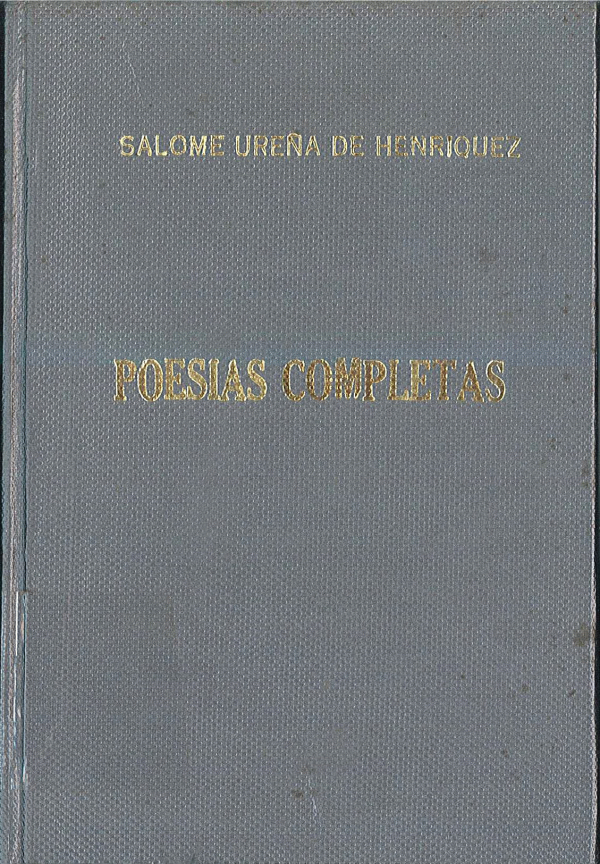 SALOME UREÑA DE HENRIQUEZ
POESIAS COMPLETAS